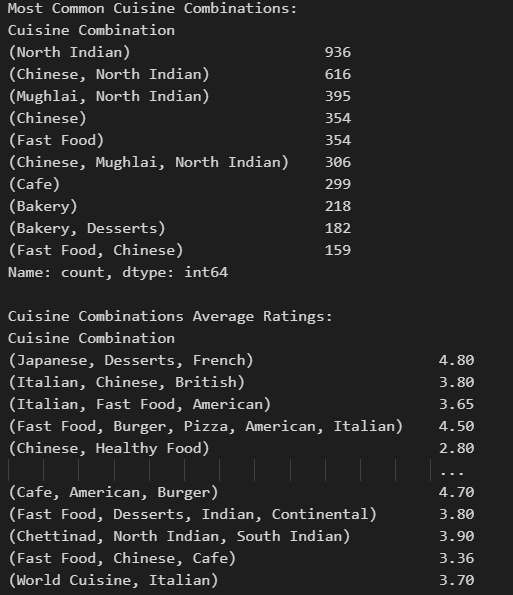 Most Common Cuisine Combinations:
Cuisine Combination
(North Indian) 936
(Chinese, North Indian) 616
(Mughlai, North Indian) 395
(Chinese) 354
(Fast Food) 354
(Chinese, Mughlai, North Indian) 306
(Cafe) 299
(Bakery) 218
(Bakery, Desserts) 182
(Fast Food, Chinese) 159
Name: count, dtype: int64

Cuisine Combinations Average Ratings:
Cuisine Combination
(Japanese, Desserts, French) 4.80
(Italian, Chinese, British) 3.80
(Italian, Fast Food, American) 3.65
(Fast Food, Burger, Pizza, American, Italian) 4.50
(Chinese, Healthy Food) 2.80
...
(Cafe, American, Burger) 4.70
(Fast Food, Desserts, Indian, Continental) 3.80
(Chettinad, North Indian, South Indian) 3.90
(Fast Food, Chinese, Cafe) 3.36
(World Cuisine, Italian) 3.70